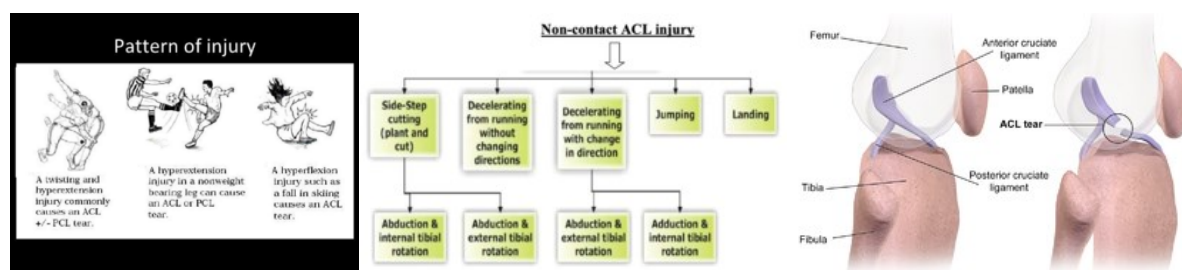 Pattern of injury
A twisting and
hyperextension
injury commonly
causes an ACL
+/- PCL tear.
A hyperextension
injury in a nonweight
bearing leg can cause
an ACL or PCL
tear.
A hyperflexion
injury such as
a fall in skiing
causes an ACL
tear.
Non-contact ACL injury
Side-Step
cutting
(plant and
cut)
Decelerating
from running
without
changing
directions
Decelerating
from running
with change
in direction
Jumping
Landing
Abduction &
internal tibial
rotation
Abduction &
external tibial
rotation
Abduction &
external tibial
rotation
Adduction &
internal tibial
rotation
Femur
Anterior cruciate
ligament
Patella
ACL tear
Posterior cruciate
ligament
Tibia
Fibula